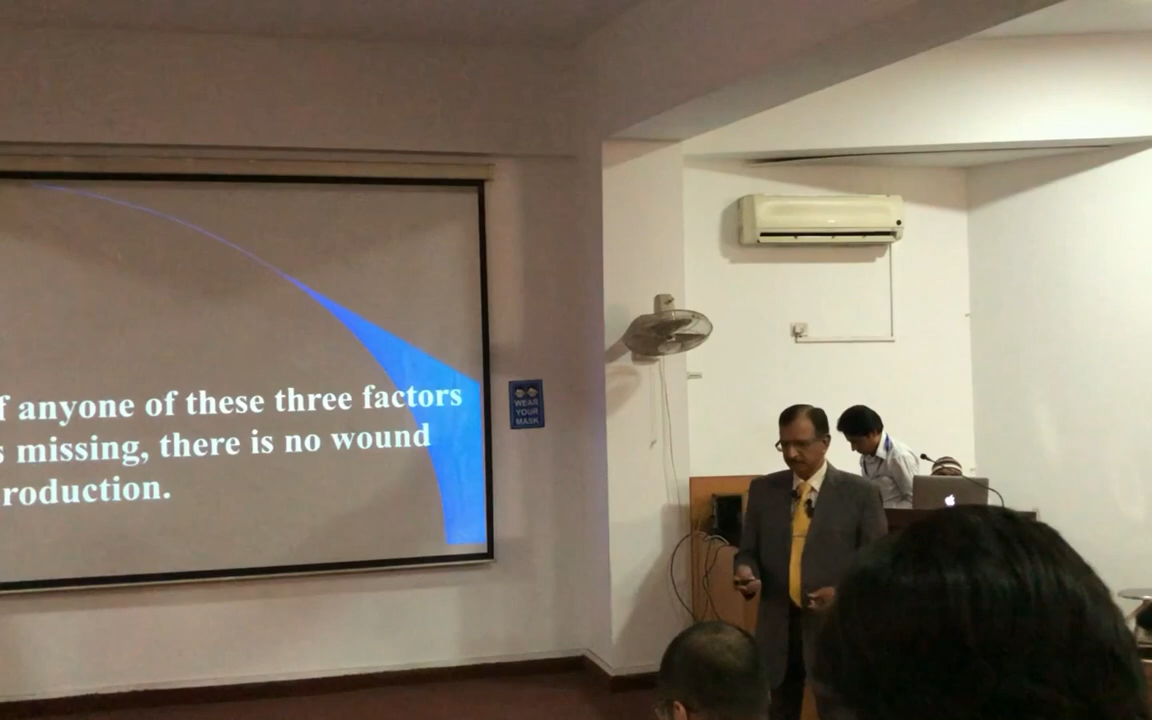 f anyone of these three factors
s missing, there is no wound
roduction.
WEAR
YOUR
MASK